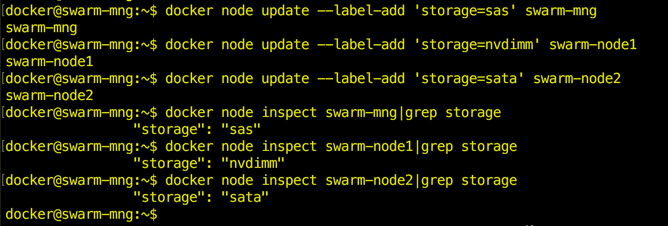 [docker@swarm-mng:~$ docker node update --label-add 'storage=sas' swarm-mng
swarm-mng
[docker@swarm-mng:~$ docker node update --label-add 'storage=nvdimm' swarm-node1
swarm-node1
[docker@swarm-mng:~$ docker node update --label-add 'storage=sata' swarm-node2
swarm-node2
[docker@swarm-mng:~$ docker node inspect swarm-mng|grep storage
"storage": "sas"
[docker@swarm-mng:~$ docker node inspect swarm-node1|grep storage
"storage": "nvdimm"
[docker@swarm-mng:~$ docker node inspect swarm-node2|grep storage
"storage": "sata"
docker@swarm-mng:~$